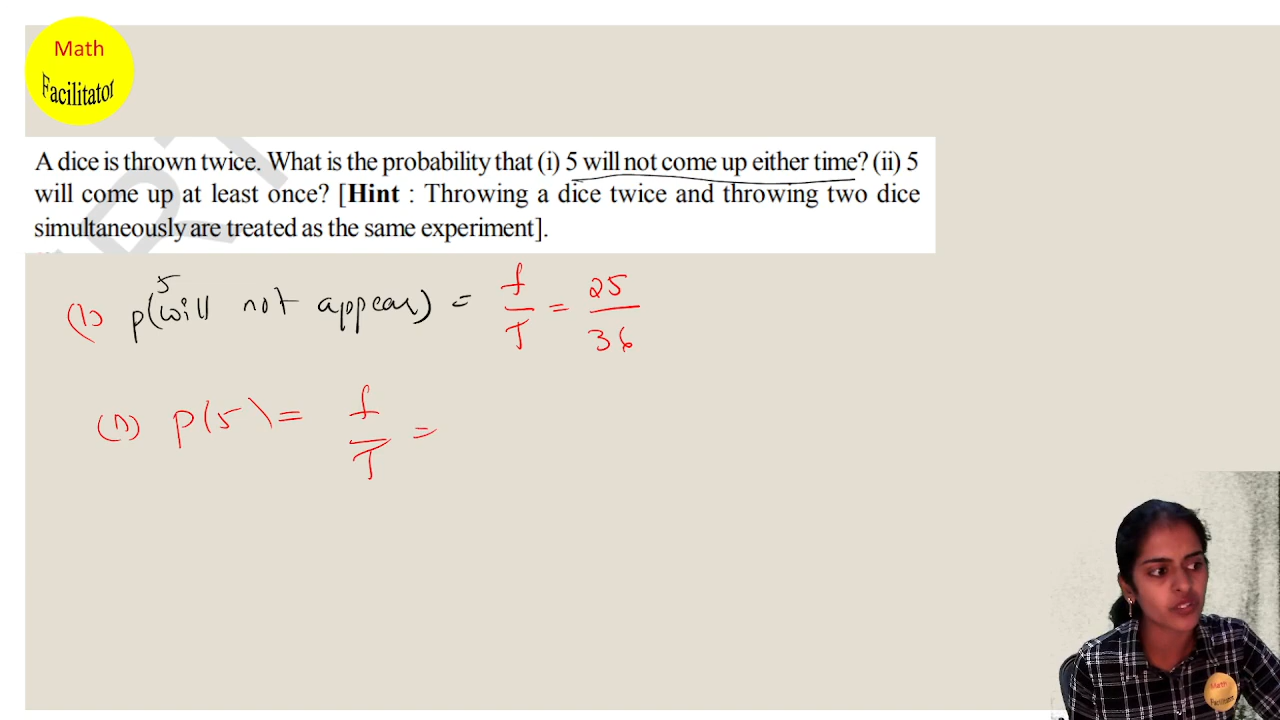 Math
Facilitator
A dice is thrown twice. What is the probability that (i) 5 will not come up either time? (ii) 5
will come up at least once? [Hint : Throwing a dice twice and throwing two dice
simultaneously are treated as the same experiment].
(I) P(5 will not appear) = f/T = 25/36
(II) P(5) = f/T =
Math
Facilitator